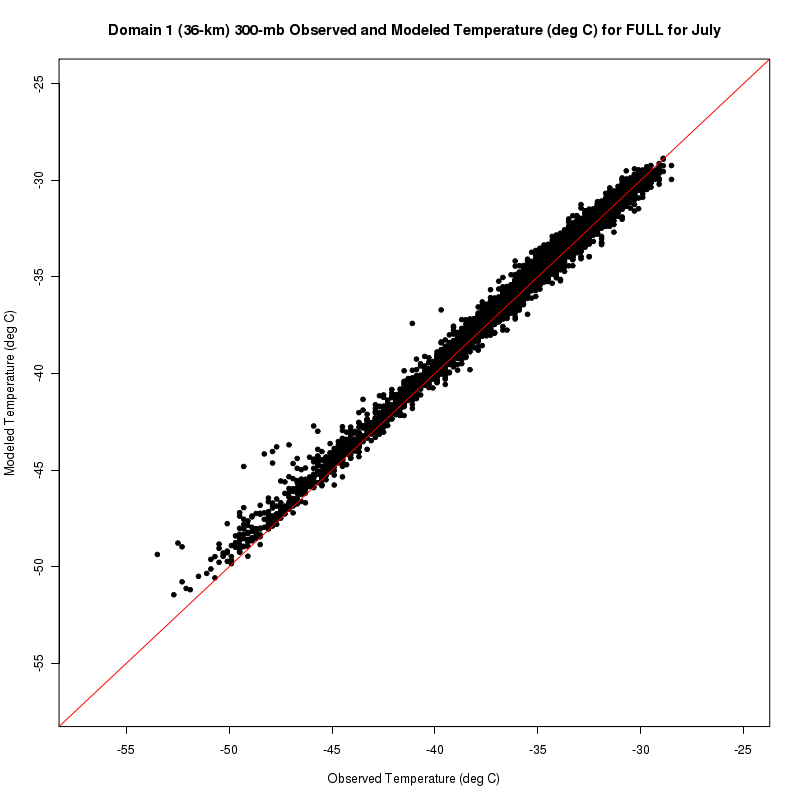 Domain 1 (36-km) 300-mb Observed and Modeled Temperature (deg C) for FULL for July
Modeled Temperature (deg C)
-25
-30
-35
-40
-45
-50
-55
-55 -50 -45 -40 -35 -30 -25
Observed Temperature (deg C)